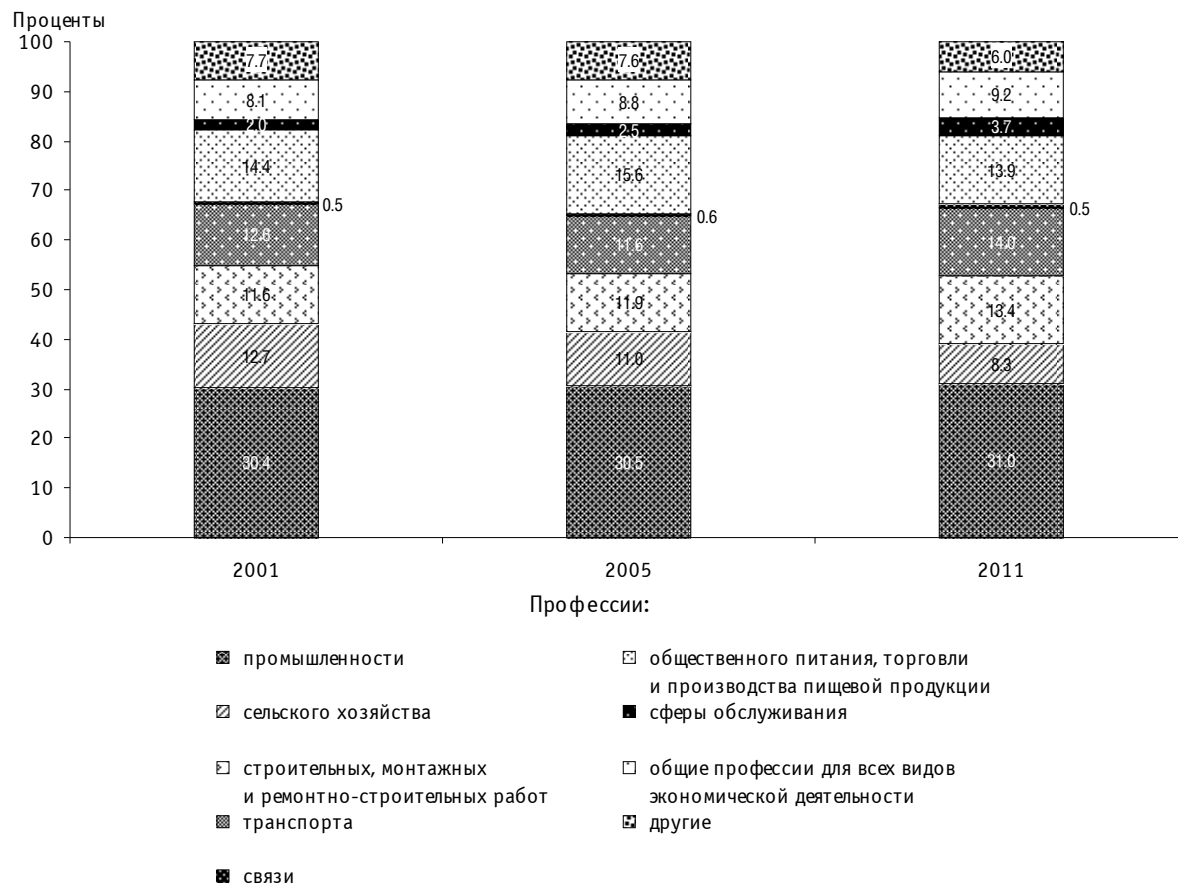 Проценты
100
90
80
70
60
50
40
30
20
10
0
7.7
8.1
2.0
14.4
0.5
12.6
11.6
12.7
30.4
7.6
8.8
2.5
15.6
0.6
11.6
11.9
11.0
30.5
6.0
9.2
3.7
13.9
0.5
14.0
13.4
8.3
31.0
2001 2005 2011
Профессии:
промышленности
сельского хозяйства
строительных, монтажных
и ремонтно-строительных работ
транспорта
связи
общественного питания, торговли
и производства пищевой продукции
сферы обслуживания
общие профессии для всех видов
экономической деятельности
другие